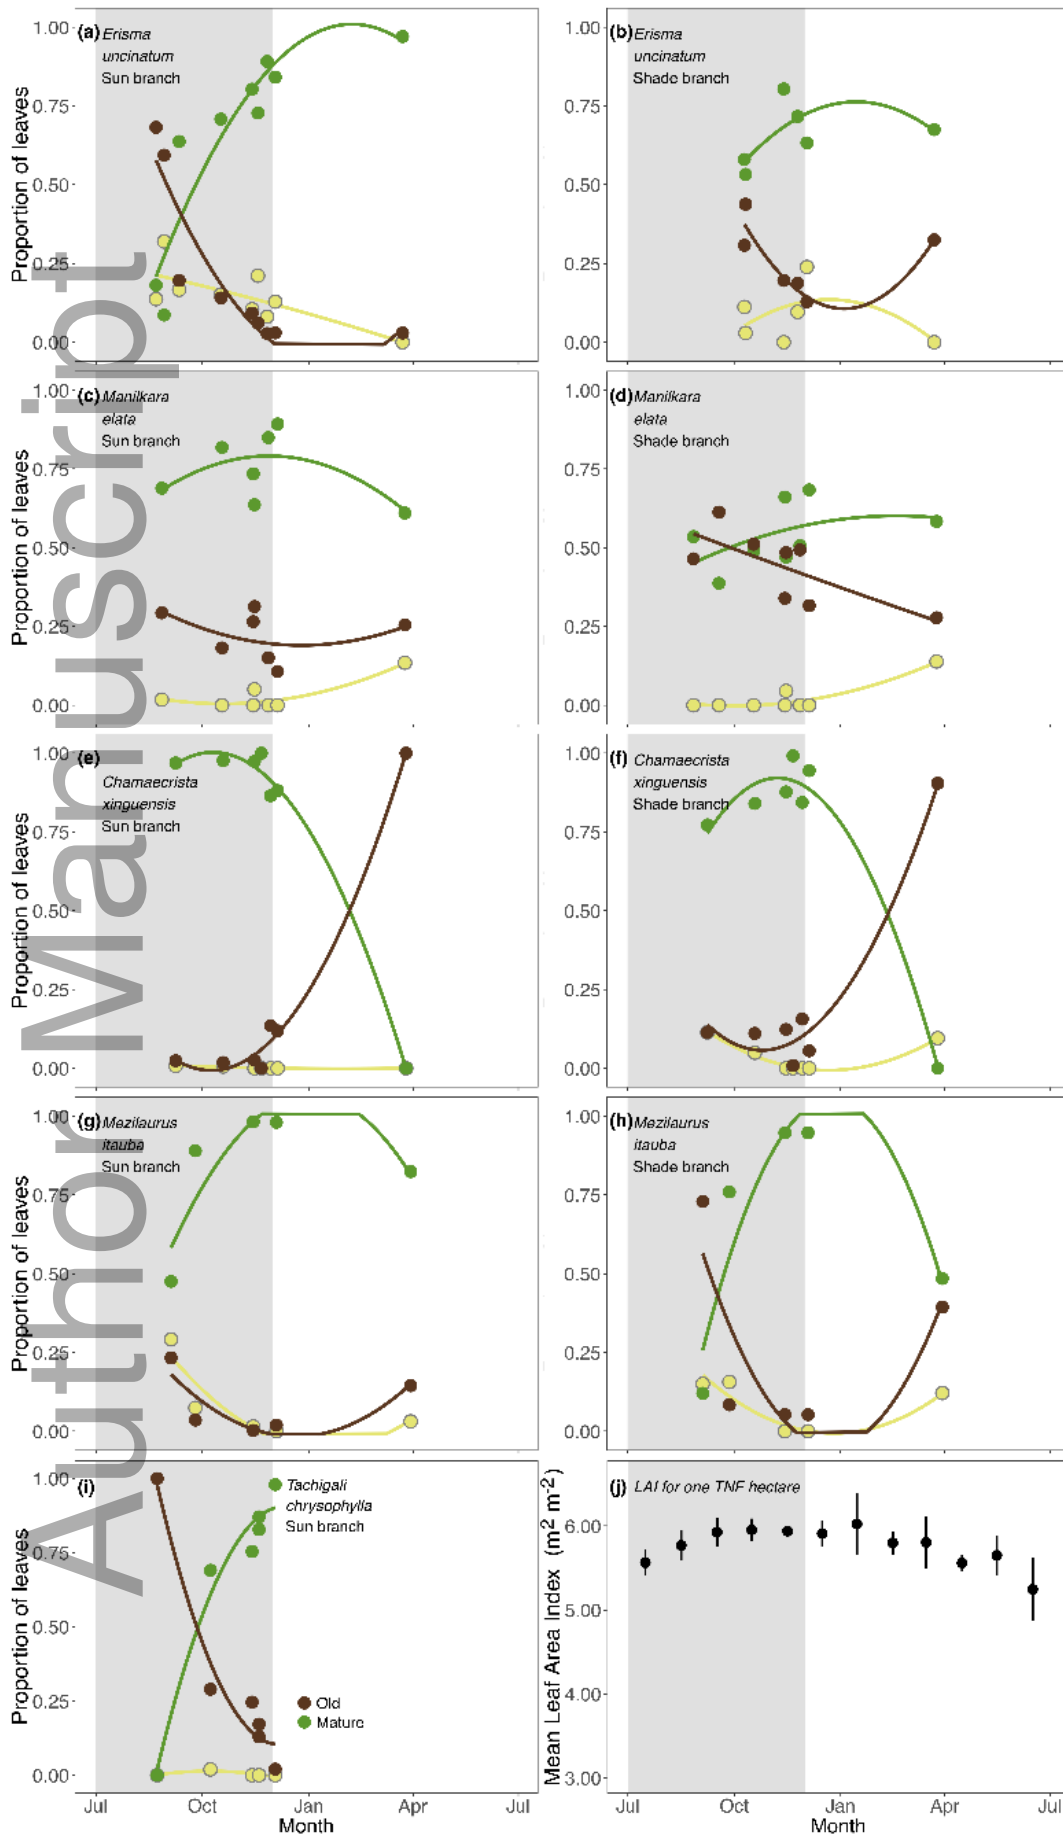 Author Manuscript
(a) Erisma
uncinatum
Sun branch
Proportion of leaves
1.00
0.75
0.50
0.25
0.00
(b) Erisma
uncinatum
Shade branch
1.00
0.75
0.50
0.25
0.00
(c) Manilkara
elata
Sun branch
Proportion of leaves
1.00
0.75
0.50
0.25
0.00
(d) Manilkara
elata
Shade branch
1.00
0.75
0.50
0.25
0.00
(e)
Chamaecrista
xinguensis
Sun branch
Proportion of leaves
1.00
0.75
0.50
0.25
0.00
(f) Chamaecrista
xinguensis
Shade branch
1.00
0.75
0.50
0.25
0.00
(g) Mezilaurus
itauba
Sun branch
Proportion of leaves
1.00
0.75
0.50
0.25
0.00
(h) Mezilaurus
itauba
Shade branch
1.00
0.75
0.50
0.25
0.00
(i) Tachigali
chrysophylla
Sun branch
Proportion of leaves
1.00
0.75
0.50
0.25
0.00
Old
Mature
Jul Oct Jan Apr Jul
Month
(j) LAI for one TNF hectare
Mean Leaf Area Index (m² m⁻²)
6.00
5.00
4.00
3.00
Jul Oct Jan Apr Jul
Month